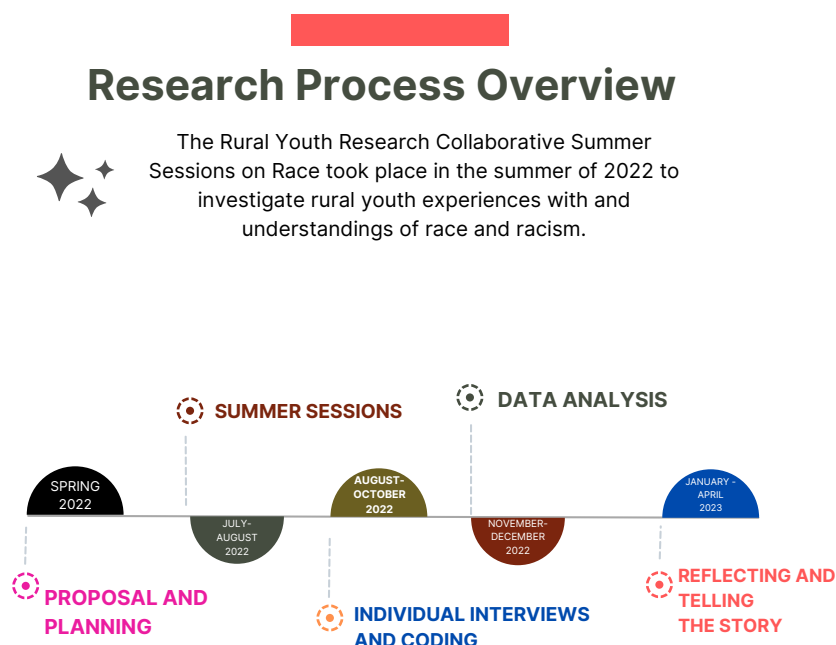 Research Process Overview
The Rural Youth Research Collaborative Summer
Sessions on Race took place in the summer of 2022 to
investigate rural youth experiences with and
understandings of race and racism.
SPRING
2022
PROPOSAL AND
PLANNING
SUMMER SESSIONS
JULY-
AUGUST
2022
AUGUST-
OCTOBER
2022
INDIVIDUAL INTERVIEWS
AND CODING
DATA ANALYSIS
NOVEMBER-
DECEMBER
2022
JANUARY -
APRIL
2023
REFLECTING AND
TELLING
THE STORY